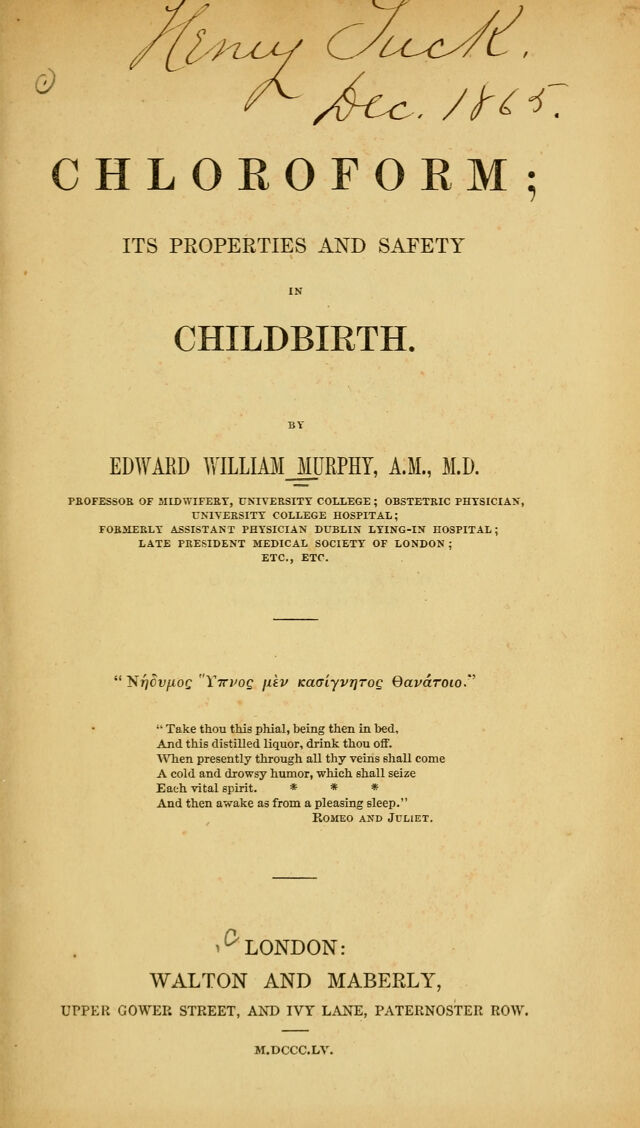 Henry Tuck.
Dec. 1865.
CHLOROFORM;
ITS PROPERTIES AND SAFETY
IN
CHILDBIRTH.
BY
EDWARD WILLIAM MURPHY, A.M., M.D.
PROFESSOR OF MIDWIFERY, UNIVERSITY COLLEGE; OBSTETRIC PHYSICIAN,
UNIVERSITY COLLEGE HOSPITAL;
FORMERLY ASSISTANT PHYSICIAN DUBLIN LYING-IN HOSPITAL;
LATE PRESIDENT MEDICAL SOCIETY OF LONDON;
ETC., ETC.
“Νήδυμος Ὕπνος μὲν κασίγνητος Θανάτοιο.”
“Take thou this phial, being then in bed,
And this distilled liquor, drink thou off.
When presently through all thy veins shall come
A cold and drowsy humor, which shall seize
Each vital spirit. * * *
And then awake as from a pleasing sleep.”
ROMEO AND JULIET.
LONDON:
WALTON AND MABERLY,
UPPER GOWER STREET, AND IVY LANE, PATERNOSTER ROW.
M.DCCC.LV.